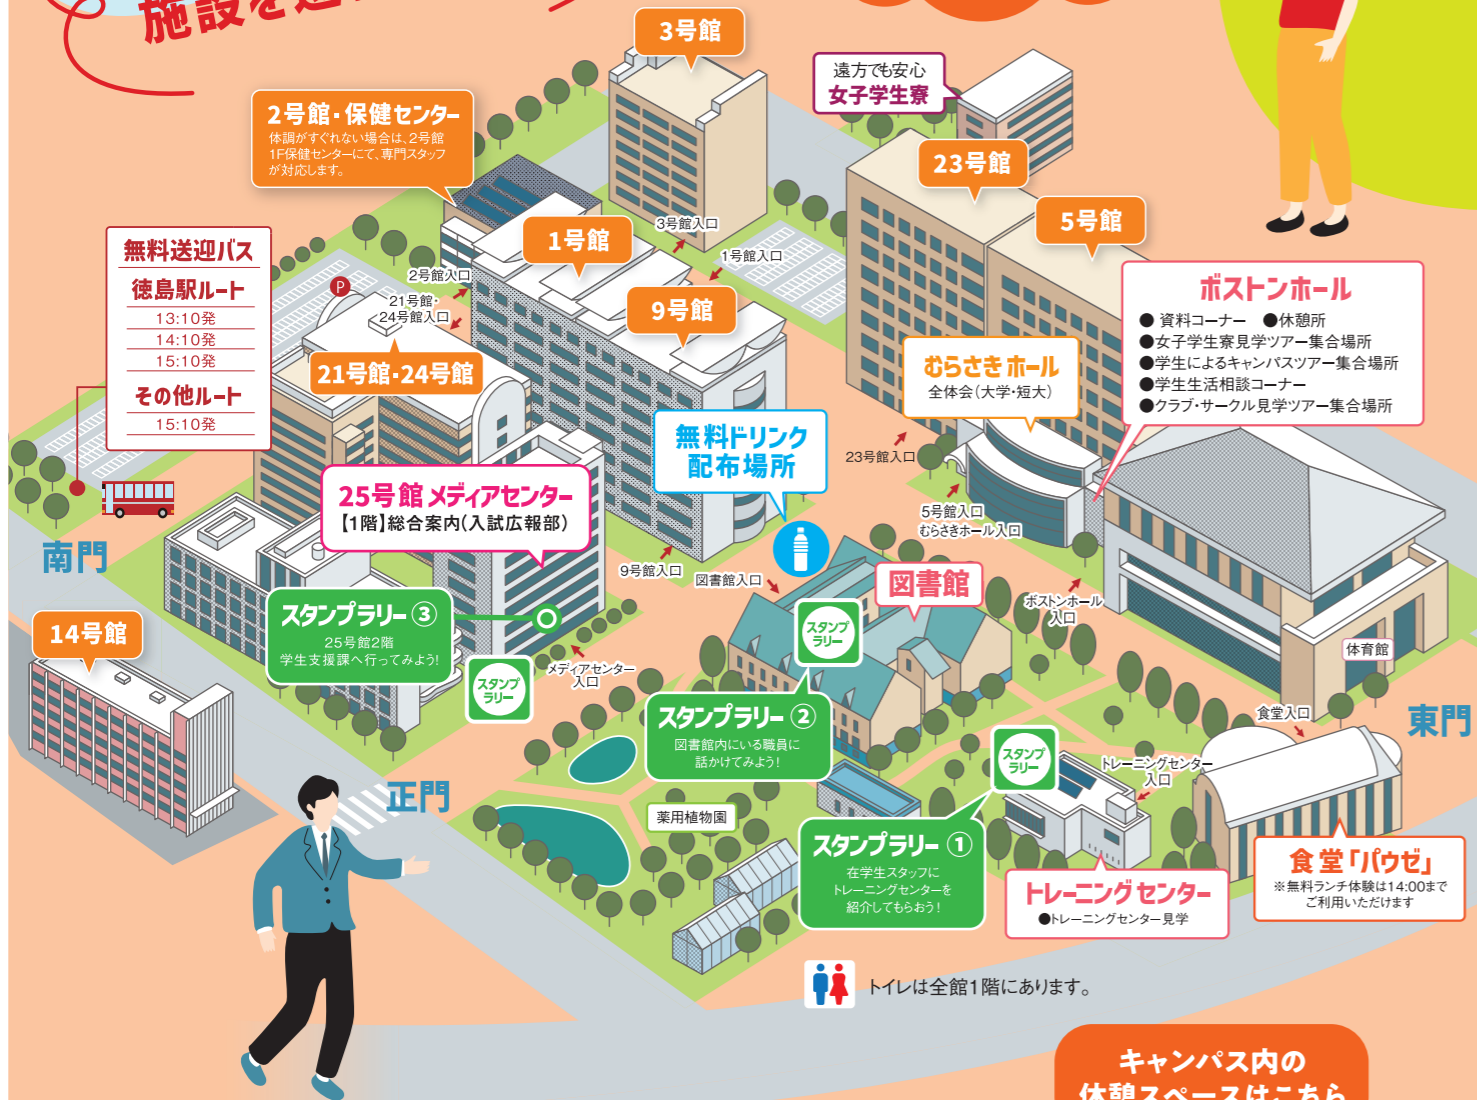 施設を
3号館
遠方でも安心
女子学生寮
2号館・保健センター
体調がすぐれない場合は、2号館
1F保健センターにて、専門スタッフ
が対応します。
23号館
5号館
1号館
3号館入口
1号館入口
無料送迎バス
徳島駅ルート
13:10発
14:10発
15:10発
その他ルート
15:10発
2号館入口
P
21号館・
24号館入口
9号館
21号館・24号館
ボストンホール
● 資料コーナー ●休憩所
●女子学生寮見学ツアー集合場所
●学生によるキャンパスツアー集合場所
●学生生活相談コーナー
●クラブ・サークル見学ツアー集合場所
むらさきホール
全体会(大学・短大)
無料ドリンク
配布場所
23号館入口
25号館 メディアセンター
【1階】総合案内(入試広報部)
5号館入口
むらさきホール入口
南門
9号館入口
図書館入口
図書館
ボストンホール
入口
14号館
スタンプラリー③
25号館2階
学生支援課へ行ってみよう!
スタンプ
ラリー
メディアセンター
入口
スタンプ
ラリー
体育館
スタンプラリー②
図書館内にいる職員に
話かけてみよう!
食堂入口
東門
スタンプ
ラリー
トレーニングセンター
入口
正門
薬用植物園
スタンプラリー①
在学生スタッフに
トレーニングセンターを
紹介してもらおう!
トレーニングセンター
●トレーニングセンター見学
食堂「パウゼ」
※無料ランチ体験は14:00まで
ご利用いただけます
トイレは全館1階にあります。
キャンパス内の
休憩スペースはこちら